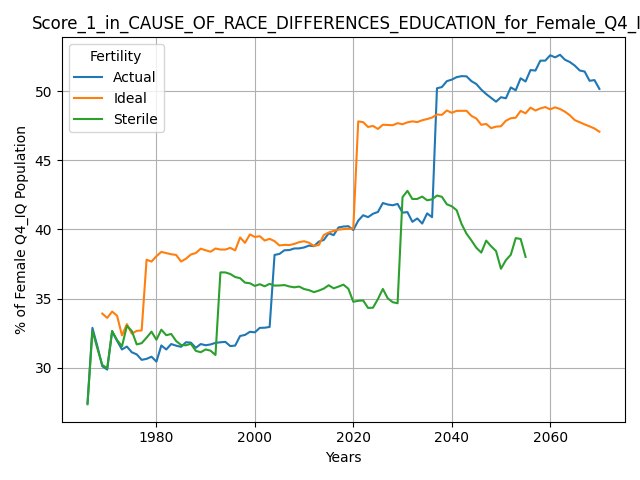 Score_1_in_CAUSE_OF_RACE_DIFFERENCES_EDUCATION_for_Female_Q4_I
Fertility
Actual
Ideal
Sterile
% of Female Q4_IQ Population
50
45
40
35
30
1980
2000
2020
2040
2060
Years